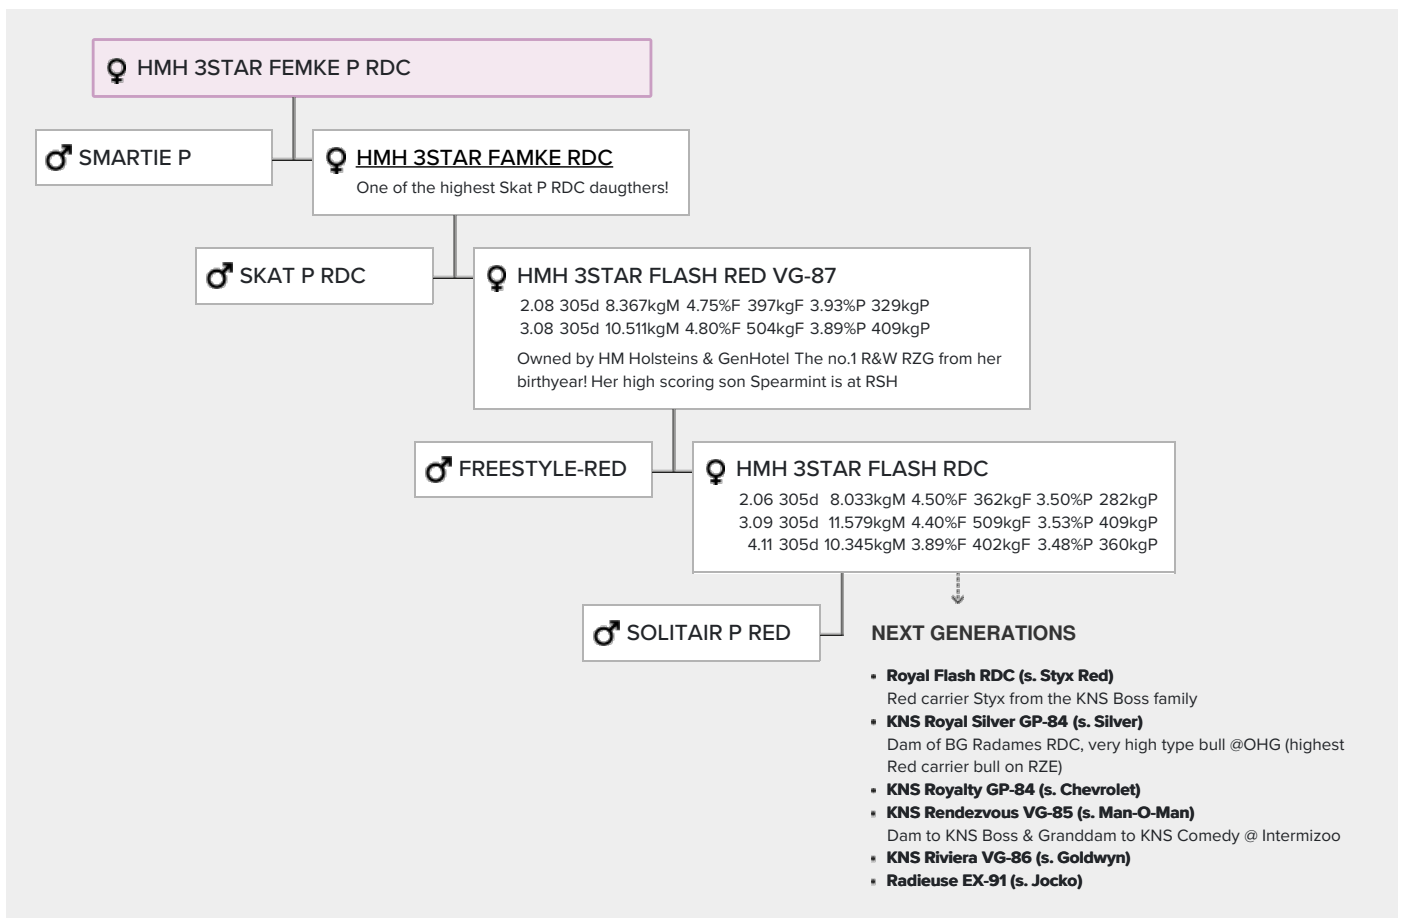 HMH 3STAR FEMKE P RDC
SMARTIE P
HMH 3STAR FAMKE RDC
One of the highest Skat P RDC daugthers!
SKAT P RDC
HMH 3STAR FLASH RED VG-87
2.08 305d 8.367kgM 4.75%F 397kgF 3.93%P 329kgP
3.08 305d 10.511kgM 4.80%F 504kgF 3.89%P 409kgP
Owned by HM Holsteins & GenHotel The no.1 R&W RZG from her
birthyear! Her high scoring son Spearmint is at RSH
FREESTYLE-RED
HMH 3STAR FLASH RDC
2.06 305d 8.033kgM 4.50%F 362kgF 3.50%P 282kgP
3.09 305d 11.579kgM 4.40%F 509kgF 3.53%P 409kgP
4.11 305d 10.345kgM 3.89%F 402kgF 3.48%P 360kgP
SOLITAIR P RED
NEXT GENERATIONS
Royal Flash RDC (s. Styx Red)
Red carrier Styx from the KNS Boss family
KNS Royal Silver GP-84 (s. Silver)
Dam of BG Radames RDC, very high type bull @OHG (highest
Red carrier bull on RZE)
KNS Royalty GP-84 (s. Chevrolet)
KNS Rendezvous VG-85 (s. Man-O-Man)
Dam to KNS Boss & Granddam to KNS Comedy @ Intermizoo
KNS Riviera VG-86 (s. Goldwyn)
Radieuse EX-91 (s. Jocko)